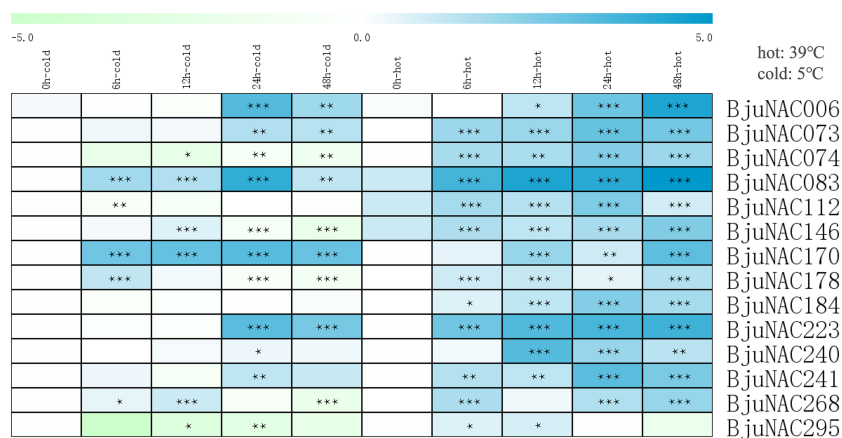 -5.0 0.0 5.0
0h-cold 6h-cold 12h-cold 24h-cold 48h-cold 0h-hot 6h-hot 12h-hot 24h-hot 48h-hot
hot: 39℃
cold: 5℃
*** ** * *** *** BjuNAC006
** ** *** *** *** *** BjuNAC073
* ** ** *** ** *** *** BjuNAC074
*** *** *** ** *** *** *** *** BjuNAC083
** *** *** *** *** BjuNAC112
*** *** *** *** *** *** *** BjuNAC146
*** *** *** *** *** ** *** BjuNAC170
*** *** *** *** *** * *** BjuNAC178
* *** *** *** BjuNAC184
*** *** *** *** *** *** BjuNAC223
* *** *** ** BjuNAC240
** ** ** *** *** BjuNAC241
* *** *** *** *** *** BjuNAC268
* ** * * BjuNAC295